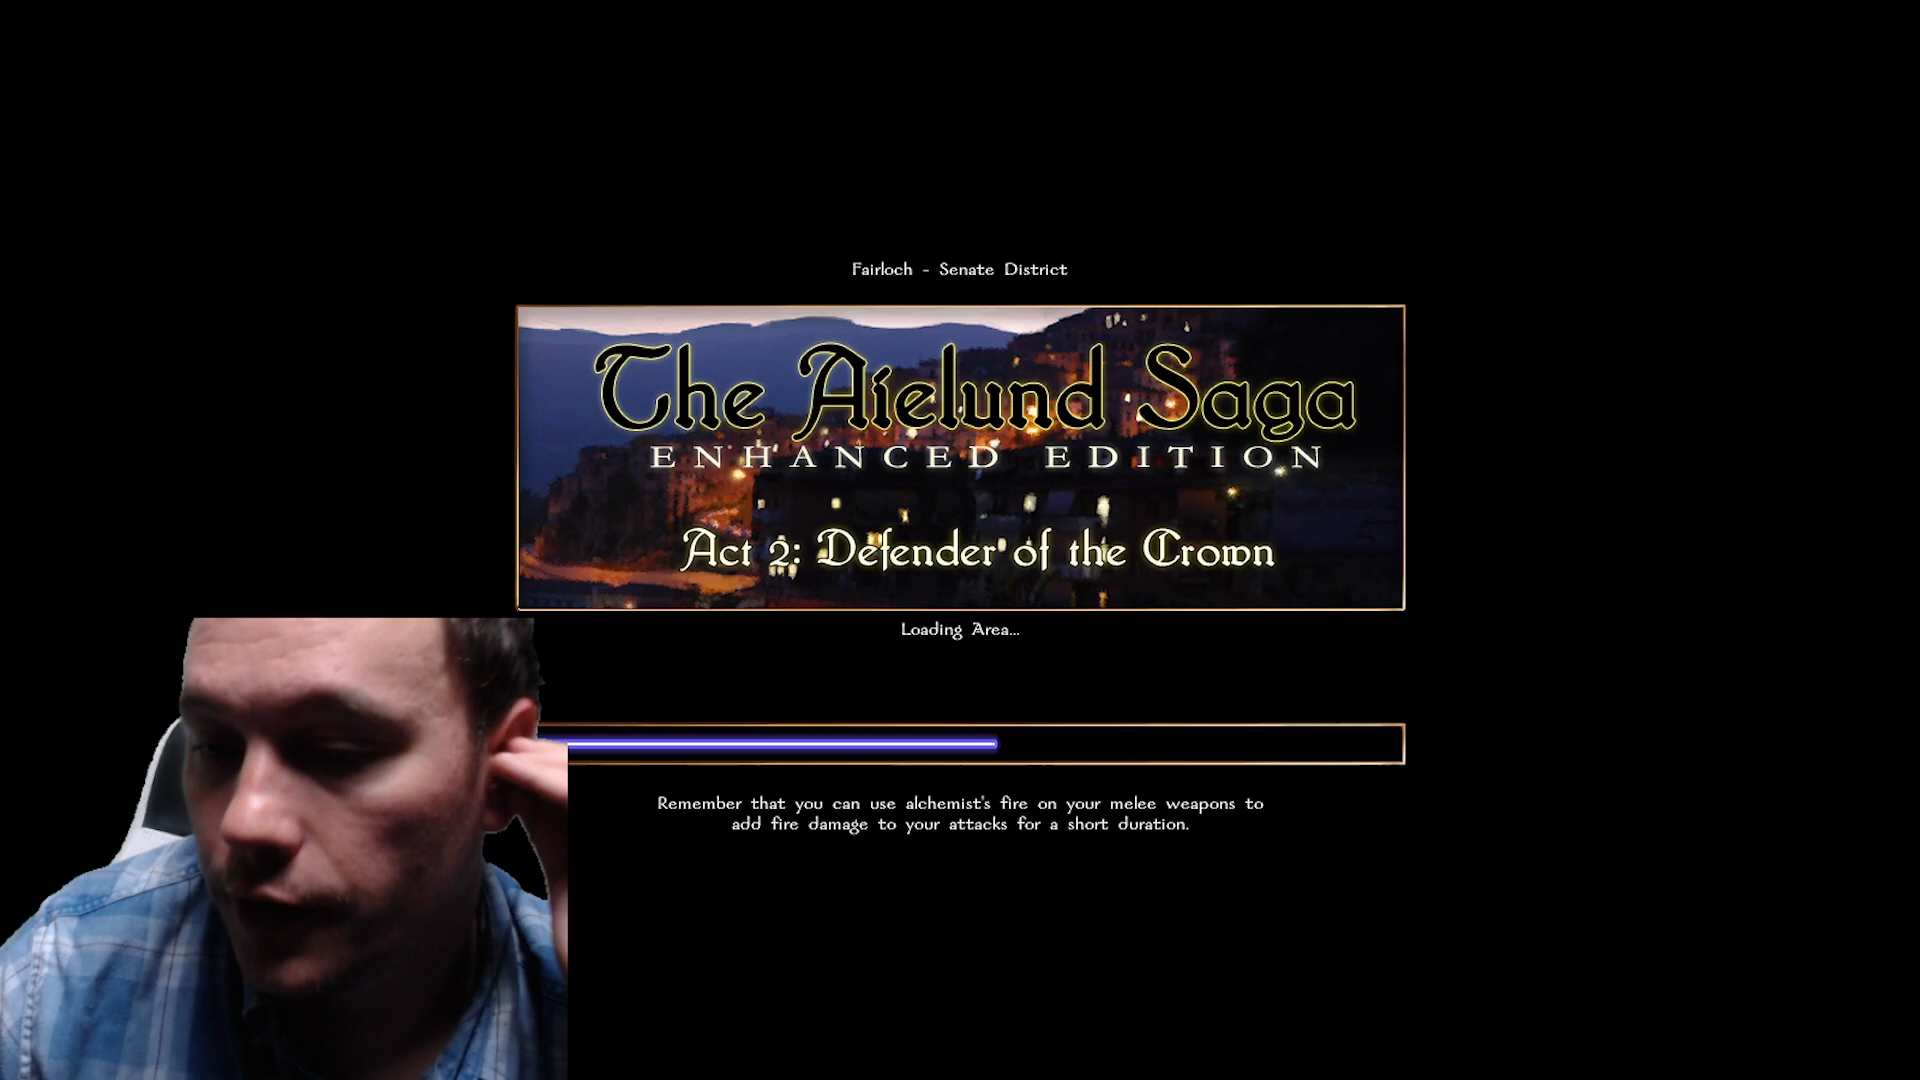 Fairloch - Senate District
The Aielund Saga
ENHANCED EDITION
Act 2: Defender of the Crown
Loading Area...
Remember that you can use alchemist's fire on your melee weapons to
add fire damage to your attacks for a short duration.